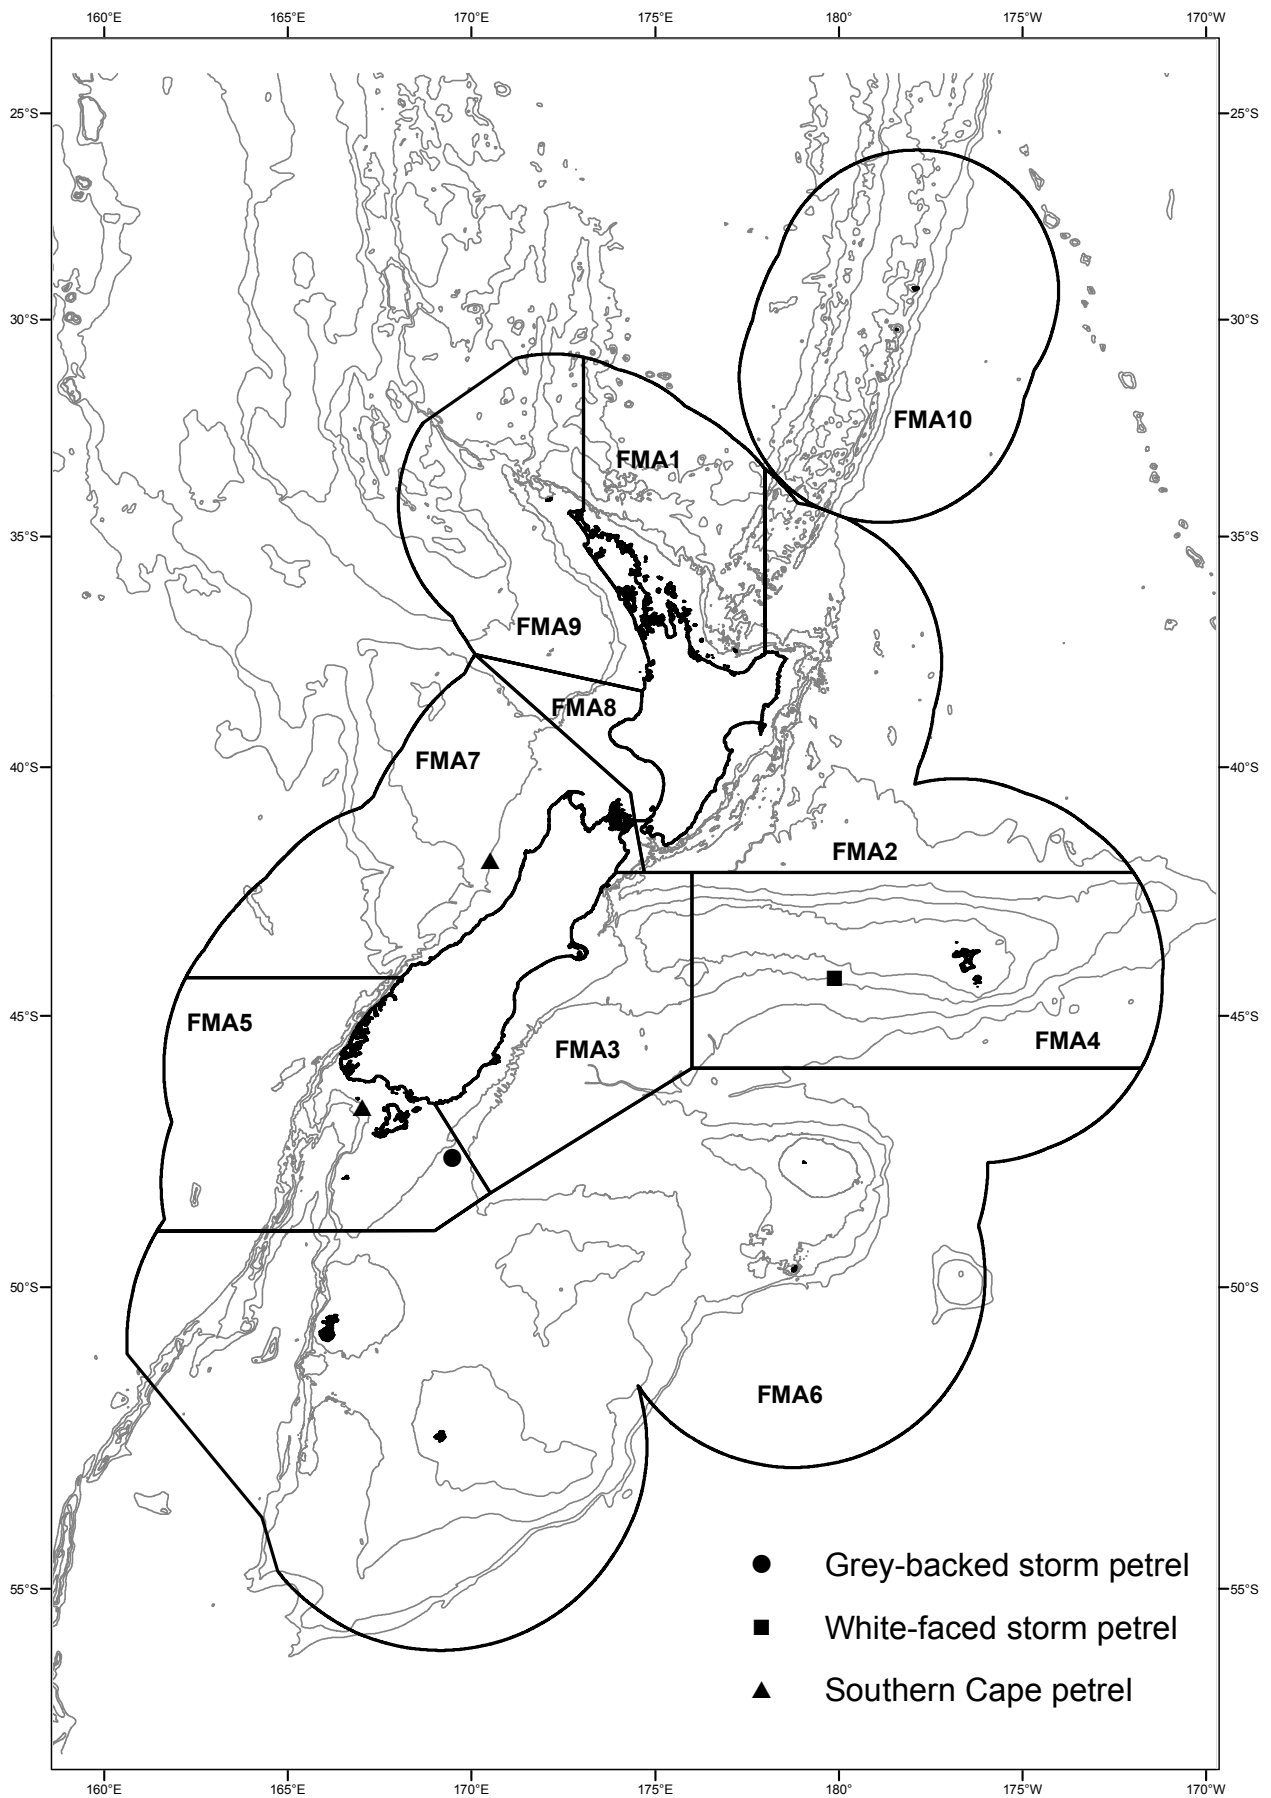 160°E 165°E 170°E 175°E 180° 175°W 170°W
25°S 25°S
30°S 30°S
FMA10
FMA1
35°S 35°S
FMA9
FMA8
FMA7
40°S 40°S
FMA2
45°S 45°S
FMA5
FMA4
FMA3
50°S 50°S
FMA6
Grey-backed storm petrel
55°S 55°S
White-faced storm petrel
Southern Cape petrel
160°E 165°E 170°E 175°E 180° 175°W 170°W